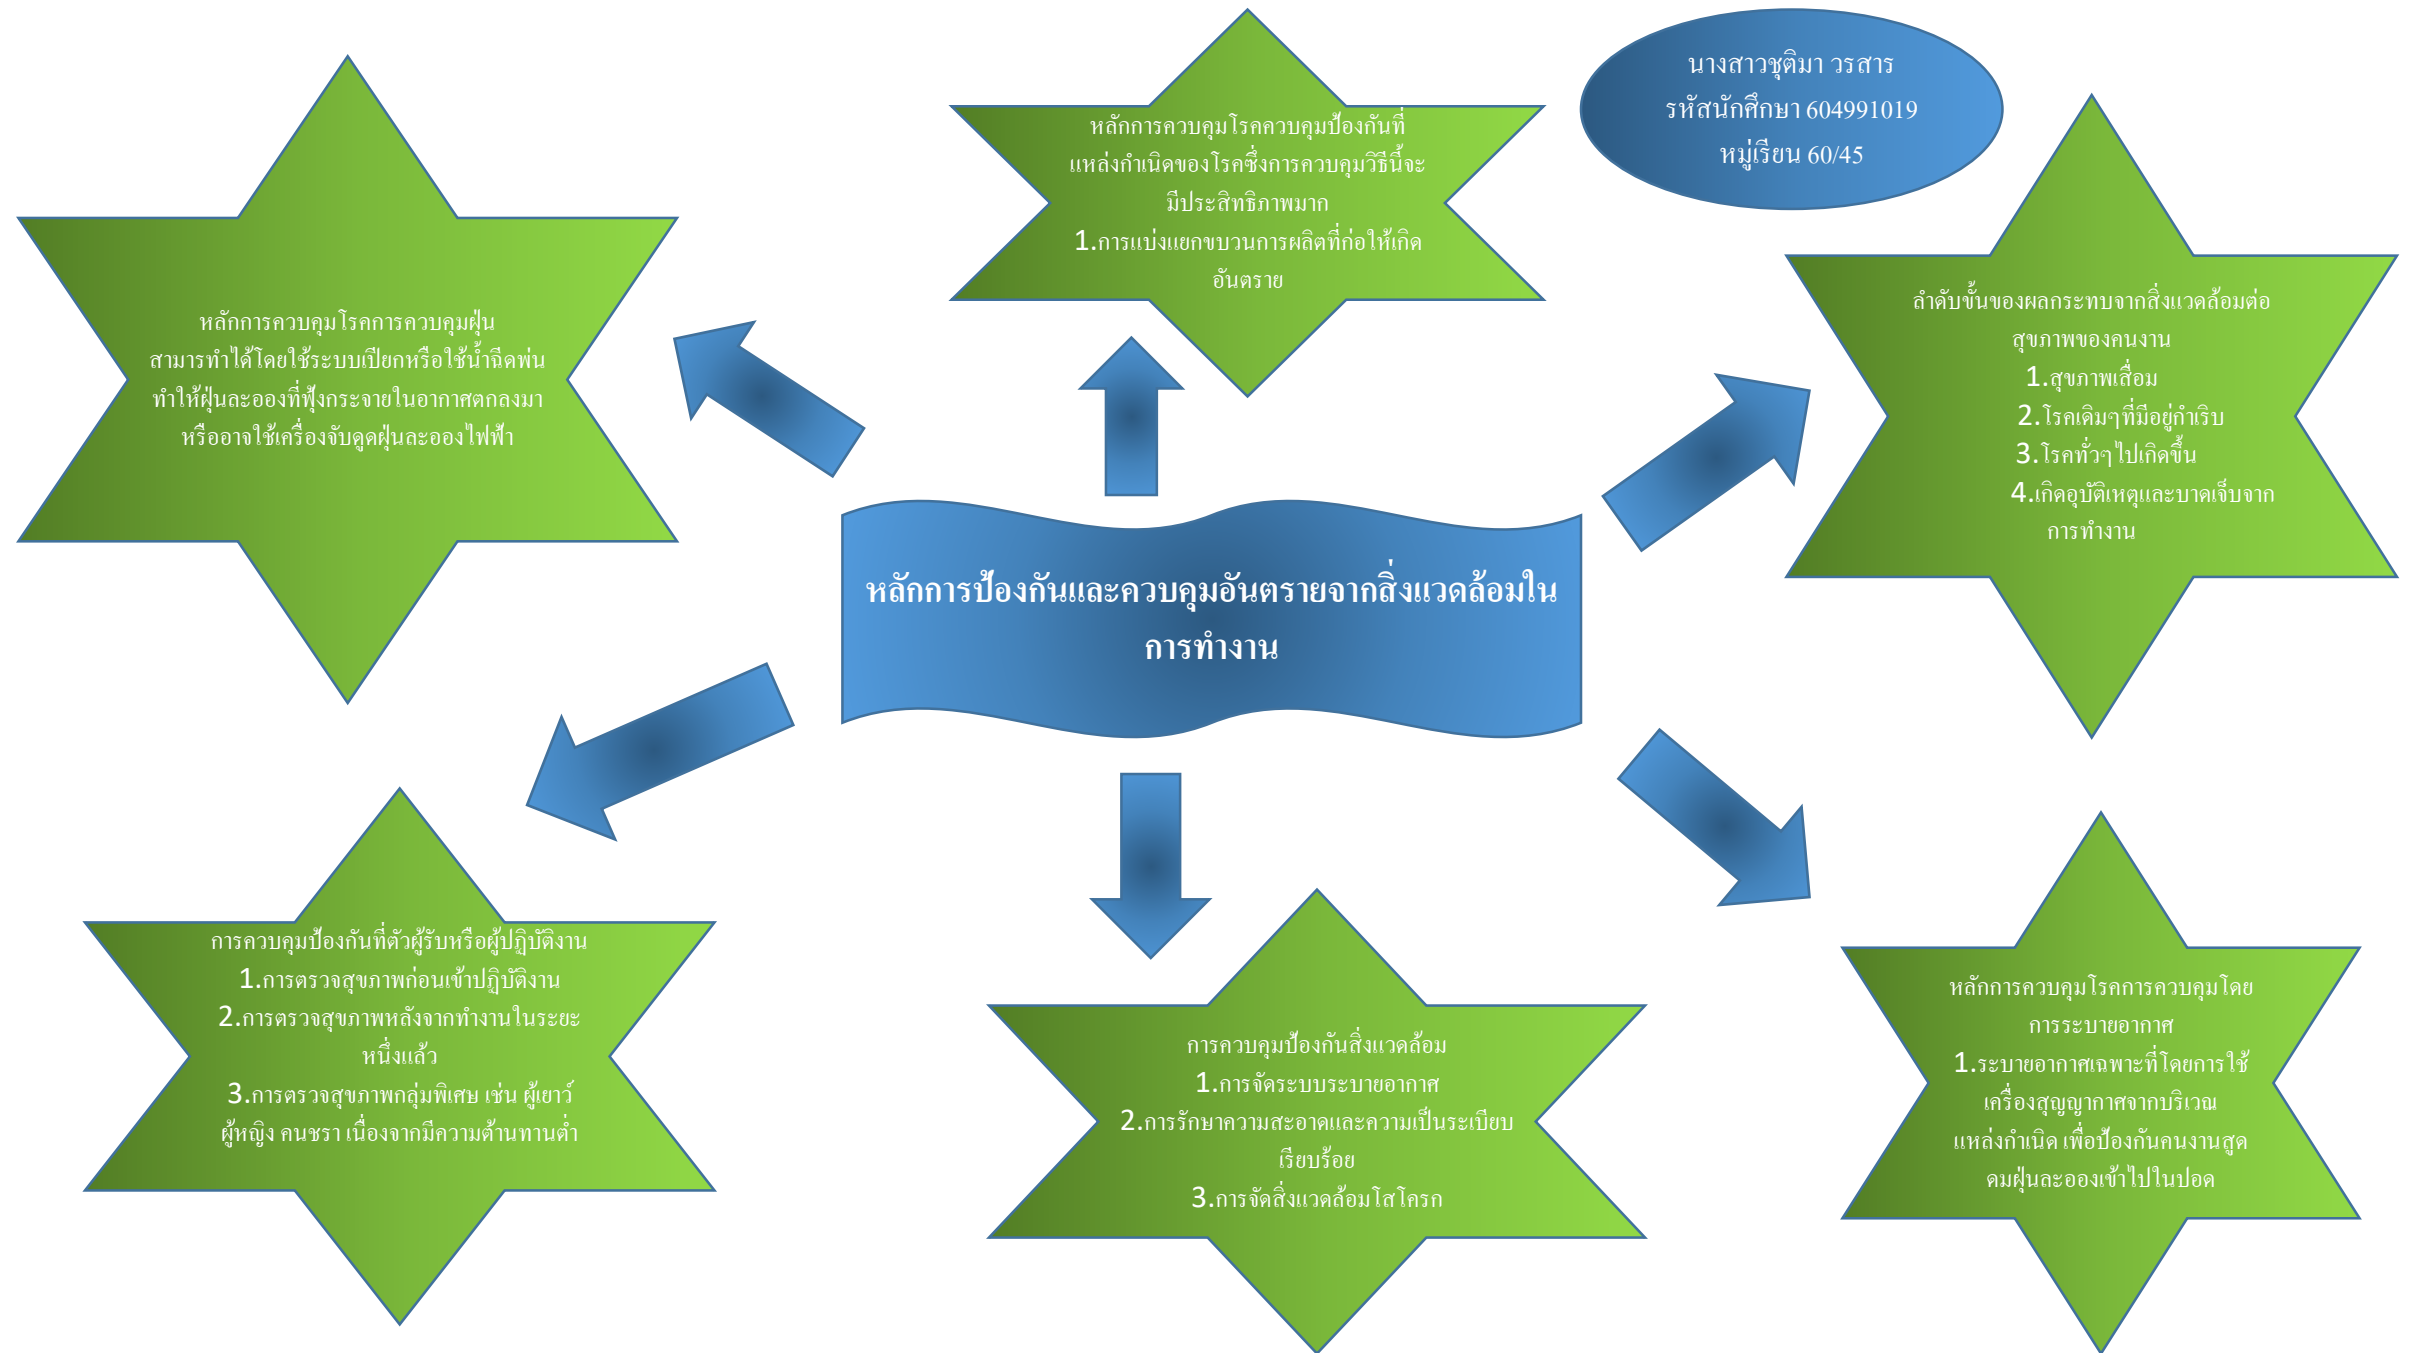 นางสาวชุติมา วรสาร
รหัสนักศึกษา 604991019
หมู่เรียน 60/45
หลักการควบคุมโรคควบคุมป้องกันที่
แหล่งกำเนิดของโรคซึ่งการควบคุมวิธีนี้จะ
มีประสิทธิภาพมาก
1.การแบ่งแยกขบวนการผลิตที่ก่อให้เกิด
อันตราย
หลักการควบคุมโรคการควบคุมฝุ่น
สามารทำได้โดยใช้ระบบเปียกหรือใช้น้ำฉีดพ่น
ทำให้ฝุ่นละอองที่ฟุ้งกระจายในอากาศตกลงมา
หรืออาจใช้เครื่องจับดูดฝุ่นละอองไฟฟ้า
ลำดับขั้นของผลกระทบจากสิ่งแวดล้อมต่อ
สุขภาพของคนงาน
1.สุขภาพเสื่อม
2.โรคเดิมๆที่มีอยู่กำเริบ
3.โรคทั่วๆไปเกิดขึ้น
4.เกิดอุบัติเหตุและบาดเจ็บจาก
การทำงาน
หลักการป้องกันและควบคุมอันตรายจากสิ่งแวดล้อมใน
การทำงาน
การควบคุมป้องกันที่ตัวผู้รับหรือผู้ปฏิบัติงาน
1.การตรวจสุขภาพก่อนเข้าปฏิบัติงาน
2.การตรวจสุขภาพหลังจากทำงานในระยะ
หนึ่งแล้ว
3.การตรวจสุขภาพกลุ่มพิเศษ เช่น ผู้เยาว์
ผู้หญิง คนชรา เนื่องจากมีความต้านทานต่ำ
การควบคุมป้องกันสิ่งแวดล้อม
1.การจัดระบบระบายอากาศ
2.การรักษาความสะอาดและความเป็นระเบียบ
เรียบร้อย
3.การจัดสิ่งแวดล้อมโสโครก
หลักการควบคุมโรคการควบคุมโดย
การระบายอากาศ
1.ระบายอากาศเฉพาะที่โดยการใช้
เครื่องสุญญากาศจากบริเวณ
แหล่งกำเนิด เพื่อป้องกันคนงานสูด
ดมฝุ่นละอองเข้าไปในปอด